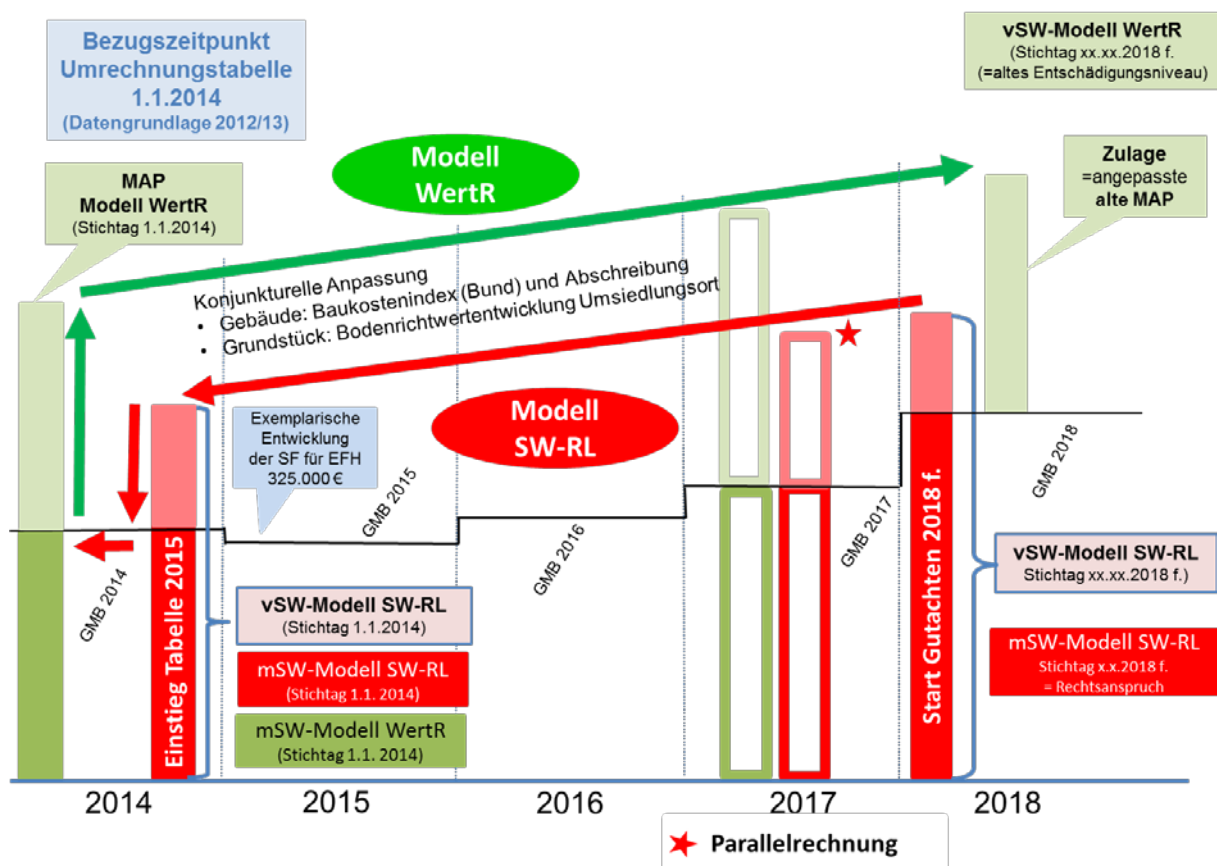 Bezugszeitpunkt
Umrechnungstabelle
1.1.2014
(Datengrundlage 2012/13)
vSW-Modell WertR
(Stichtag xx.xx.2018 f.
(=altes Entschädigungsniveau)
MAP
Modell WertR
(Stichtag 1.1.2014)
Modell
WertR
Zulage
=angepasste
alte MAP
Konjunkturelle Anpassung
• Gebäude: Baukostenindex (Bund) und Abschreibung
• Grundstück: Bodenrichtwertentwicklung Umsiedlungsort
Exemplarische
Entwicklung
der SF für EFH
325.000 €
Modell
SW-RL
GMB 2014
GMB 2015
GMB 2016
GMB 2017
GMB 2018
Einstieg Tabelle 2015
vSW-Modell SW-RL
(Stichtag 1.1.2014)
mSW-Modell SW-RL
(Stichtag 1.1. 2014)
mSW-Modell WertR
(Stichtag 1.1. 2014)
Start Gutachten 2018 f.
vSW-Modell SW-RL
Stichtag xx.xx.2018 f.)
mSW-Modell SW-RL
Stichtag x.x.2018 f.
= Rechtsanspruch
2014
2015
2016
2017
2018
Parallelrechnung